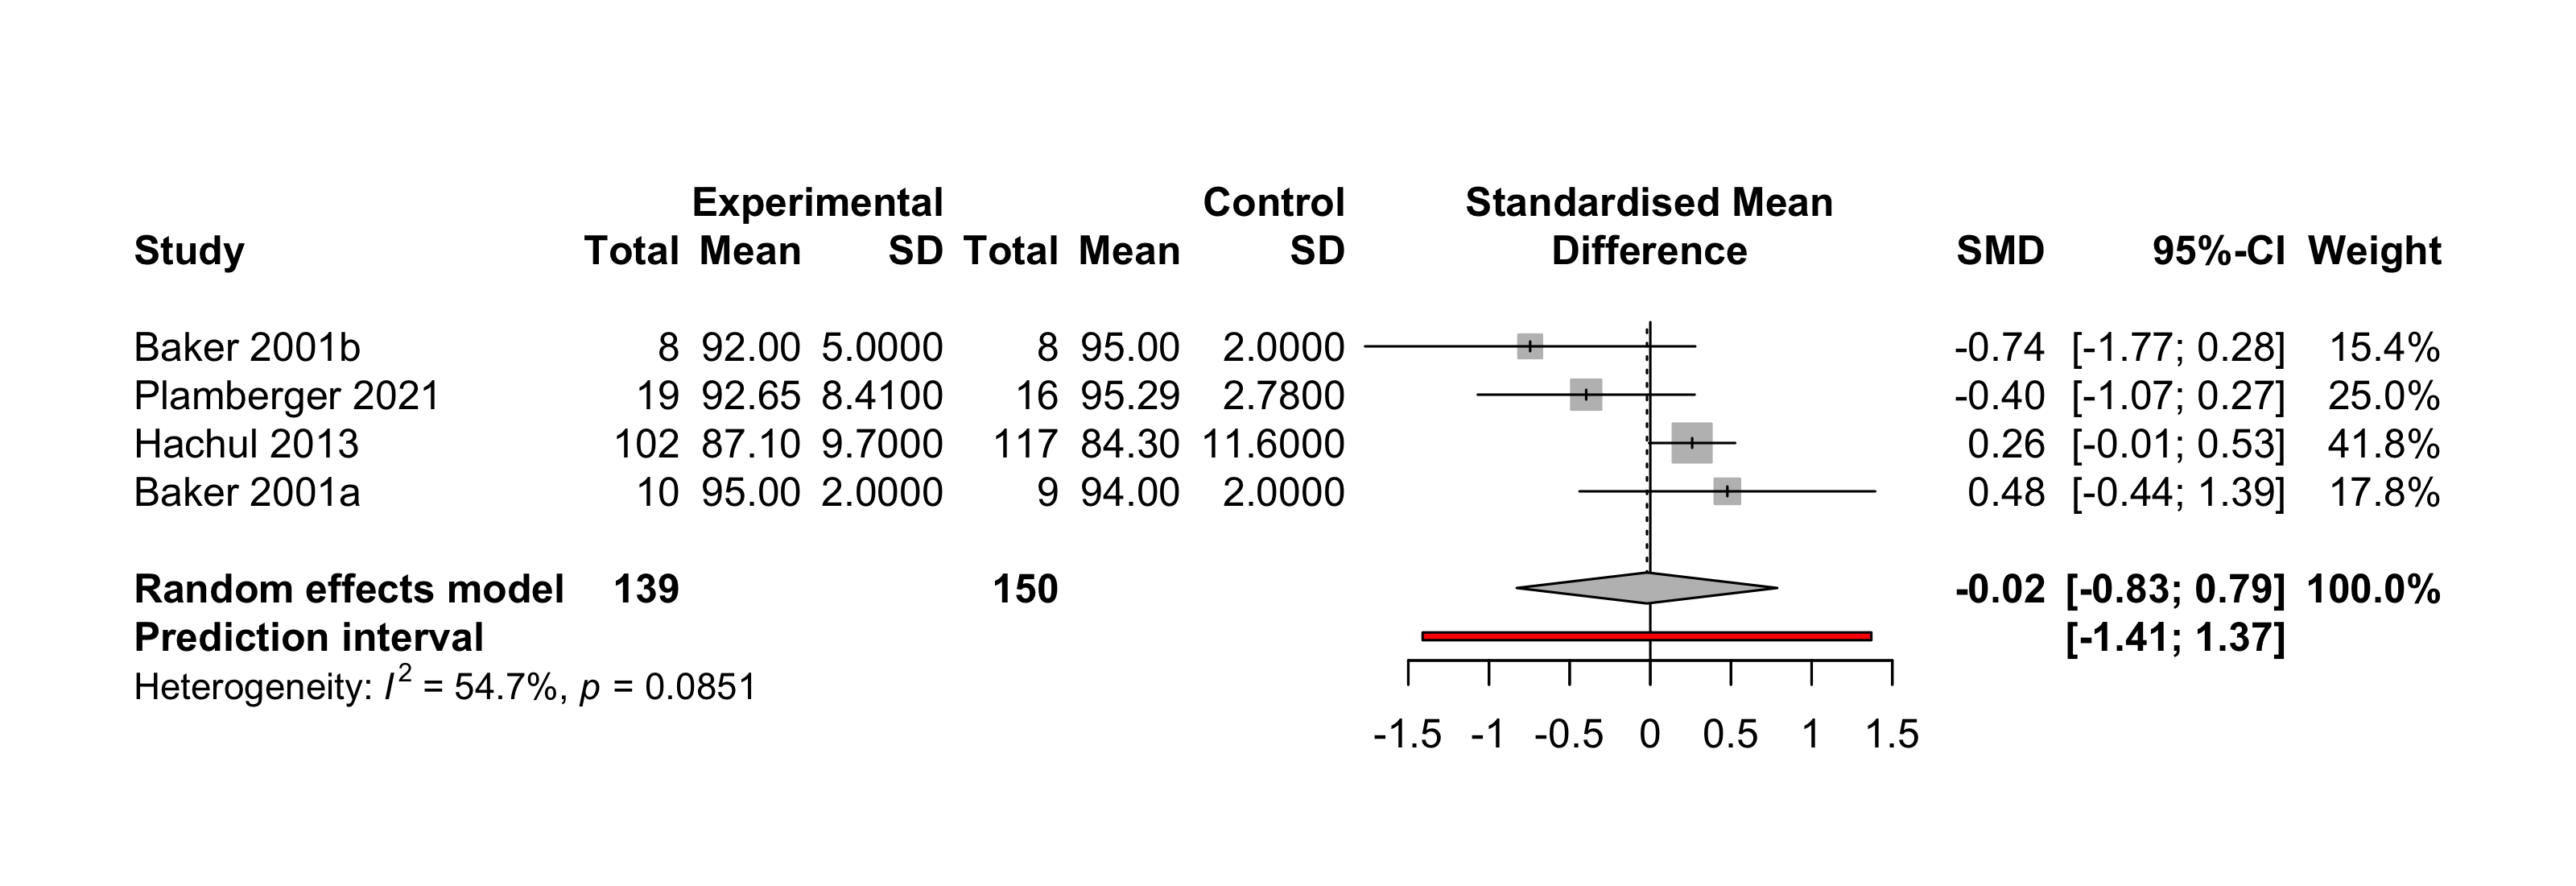 Experimental Control Standardised Mean
Study Total Mean SD Total Mean SD Difference SMD 95%-CI Weight
Baker 2001b 8 92.00 5.0000 8 95.00 2.0000 -0.74 [-1.77; 0.28] 15.4%
Plamberger 2021 19 92.65 8.4100 16 95.29 2.7800 -0.40 [-1.07; 0.27] 25.0%
Hachul 2013 102 87.10 9.7000 117 84.30 11.6000 0.26 [-0.01; 0.53] 41.8%
Baker 2001a 10 95.00 2.0000 9 94.00 2.0000 0.48 [-0.44; 1.39] 17.8%
Random effects model 139 150 -0.02 [-0.83; 0.79] 100.0%
Prediction interval [-1.41; 1.37]
Heterogeneity: I² = 54.7%, p = 0.0851
-1.5 -1 -0.5 0 0.5 1 1.5